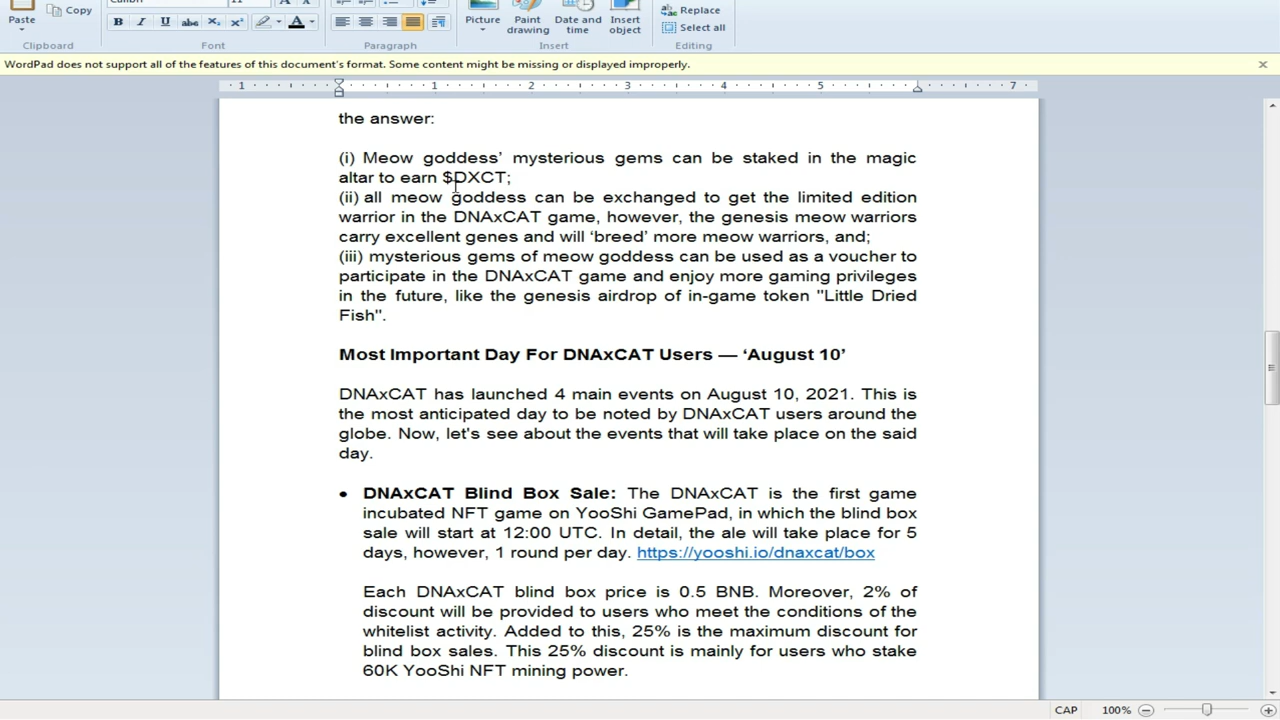 Paste
Copy
Calibri
11
B I U abc X₂ X² A
Picture
Paint drawing
Date and time
Insert object
Replace
Select all
Clipboard
Font
Paragraph
Insert
Editing
WordPad does not support all of the features of this document's format. Some content might be missing or displayed improperly.
1 1 2 3 4 5 7
the answer:
(i) Meow goddess’ mysterious gems can be staked in the magic
altar to earn $DXCT;
(ii) all meow goddess can be exchanged to get the limited edition
warrior in the DNAxCAT game, however, the genesis meow warriors
carry excellent genes and will ‘breed’ more meow warriors, and;
(iii) mysterious gems of meow goddess can be used as a voucher to
participate in the DNAxCAT game and enjoy more gaming privileges
in the future, like the genesis airdrop of in-game token "Little Dried
Fish".
Most Important Day For DNAxCAT Users — ‘August 10’
DNAxCAT has launched 4 main events on August 10, 2021. This is
the most anticipated day to be noted by DNAxCAT users around the
globe. Now, let's see about the events that will take place on the said
day.
• DNAxCAT Blind Box Sale: The DNAxCAT is the first game
incubated NFT game on YooShi GamePad, in which the blind box
sale will start at 12:00 UTC. In detail, the ale will take place for 5
days, however, 1 round per day. https://yooshi.io/dnaxcat/box
Each DNAxCAT blind box price is 0.5 BNB. Moreover, 2% of
discount will be provided to users who meet the conditions of the
whitelist activity. Added to this, 25% is the maximum discount for
blind box sales. This 25% discount is mainly for users who stake
60K YooShi NFT mining power.
CAP 100%